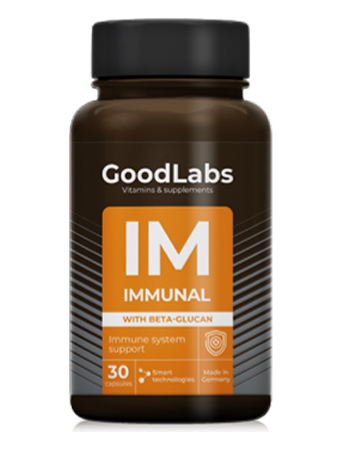 GoodLabs
Vitamins & supplements
IM
IMMUNAL
WITH BETA-GLUCAN
Immune system
support
30
capsules
Smart
technologies
Made in
Germany